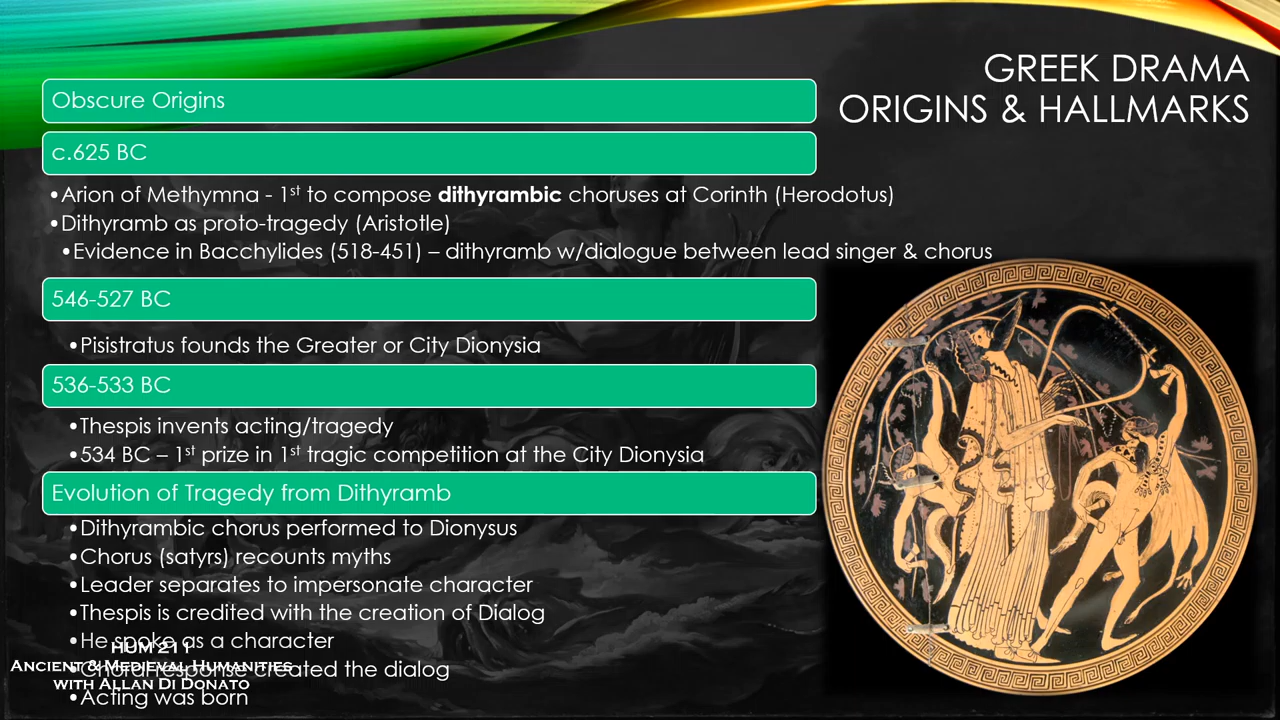 GREEK DRAMA
ORIGINS & HALLMARKS
Obscure Origins
c.625 BC
•Arion of Methymna - 1st to compose dithyrambic choruses at Corinth (Herodotus)
•Dithyramb as proto-tragedy (Aristotle)
•Evidence in Bacchylides (518-451) – dithyramb w/dialogue between lead singer & chorus
546-527 BC
•Pisistratus founds the Greater or City Dionysia
536-533 BC
•Thespis invents acting/tragedy
•534 BC – 1st prize in 1st tragic competition at the City Dionysia
Evolution of Tragedy from Dithyramb
•Dithyrambic chorus performed to Dionysus
•Chorus (satyrs) recounts myths
•Leader separates to impersonate character
•Thespis is credited with the creation of Dialog
•He spoke as a character
•Choral response created the dialog
•Acting was born
HUM 211
Ancient & Medieval Humanities
with Allan Di Donato